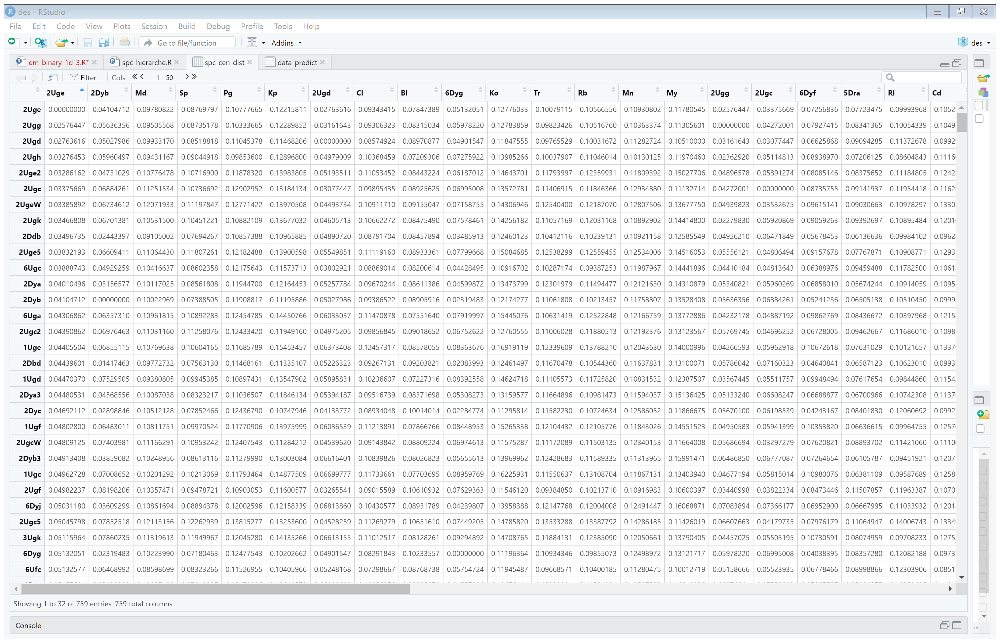 des - RStudio
File Edit Code View Plots Session Build Debug Profile Tools Help
Go to file/function Addins des
em_binary_1d_3.R* spc_hierarche.R spc_cen_dist data_predict
Filter Cols: 1 - 50
2Uge 2Dyb Md Sp Pg Kp 2Ugd Cl Bl 6Dyg Ko Tr Rb Mn My 2Ugg 2Ugc 6Dyf 5Dra Rl Cd
2Uge 0.00000000 0.04104712 0.09780822 0.08769797 0.10777665 0.12215811 0.02763616 0.09343415 0.07847389 0.05132051 0.12776033 0.10079115 0.10566556 0.10930802 0.11780545 0.02576447 0.03375669 0.07256836 0.07723475 0.09993968 0.1052
2Ugg 0.02576447 0.05636356 0.09505568 0.08735178 0.10333665 0.12289852 0.03161643 0.09306323 0.08315034 0.05978220 0.12783859 0.09823426 0.10516760 0.10363374 0.11305601 0.00000000 0.04272001 0.07927415 0.08341365 0.10054339 0.1049
2Ugd 0.02763616 0.05027986 0.09933170 0.08518818 0.11045378 0.11468206 0.00000000 0.08574924 0.08970877 0.04901547 0.11847555 0.09765529 0.10031672 0.11282724 0.10510000 0.03161643 0.03077447 0.06625868 0.09094285 0.11372678 0.0992
2Ugh 0.03276453 0.05960497 0.09431167 0.09044918 0.09853600 0.12896800 0.04979009 0.10368459 0.07209306 0.07275922 0.13985266 0.10037907 0.11046014 0.10130125 0.11970460 0.02362920 0.05114813 0.08938970 0.07206125 0.08604843 0.1116
2Uge2 0.03286162 0.04731029 0.10776478 0.10716900 0.11878320 0.13983805 0.05193511 0.11053452 0.08443224 0.06187012 0.14643701 0.11793997 0.12359931 0.11809392 0.15027706 0.04896578 0.05891274 0.08085146 0.08375652 0.11184805 0.1242
2Ugc 0.03375669 0.06884261 0.11251534 0.10736692 0.12902952 0.13184134 0.03077447 0.09895435 0.08925625 0.06995008 0.13572781 0.11406915 0.11846366 0.12934880 0.11132714 0.04272001 0.00000000 0.08735755 0.09141937 0.11954418 0.1162
2UgeW 0.03385892 0.06734612 0.12071933 0.11197847 0.12771422 0.13970508 0.04493734 0.10911710 0.09155047 0.07158755 0.14306946 0.12540400 0.12187070 0.12807506 0.13677750 0.04939823 0.03532675 0.09615141 0.09030663 0.10978297 0.1330
2Ugk 0.03466808 0.06701381 0.10531500 0.10451221 0.10882109 0.13677032 0.04605713 0.10662272 0.08475490 0.07578461 0.14256182 0.11057169 0.12031168 0.10892902 0.14414800 0.02279830 0.05920869 0.09059263 0.09392697 0.10895484 0.1201
2Ddb 0.03496735 0.02443397 0.09105002 0.07694267 0.10857388 0.10965885 0.04890720 0.08791704 0.08457894 0.03485913 0.12460123 0.10412116 0.10239131 0.10921158 0.12585549 0.04926210 0.06471849 0.05678453 0.06136636 0.09984102 0.0962
2Uge5 0.03832193 0.06609411 0.11064430 0.11807261 0.12182488 0.13900598 0.05549851 0.11119160 0.08933361 0.07799668 0.15084685 0.12538299 0.12559455 0.12534006 0.14516053 0.05556121 0.04806494 0.09157678 0.07767871 0.10908771 0.1293
6Ugc 0.03888743 0.04929259 0.10416637 0.08602358 0.12175643 0.11573713 0.03802921 0.08869014 0.08200614 0.04428495 0.10916702 0.10287174 0.09387253 0.11987967 0.14441896 0.04410184 0.04813643 0.06388976 0.09459488 0.11782500 0.1061
2Dya 0.04010496 0.03156577 0.10117025 0.08561808 0.11944700 0.12164453 0.05257784 0.09670244 0.08611386 0.04599872 0.13473799 0.12301979 0.11494477 0.12121630 0.14310879 0.05340821 0.05960269 0.06858010 0.05674244 0.10914059 0.1095
2Dyb 0.04104712 0.00000000 0.10022969 0.07388505 0.11908817 0.11195886 0.05027986 0.09386522 0.08905916 0.02319483 0.12174277 0.11061808 0.10213457 0.11758807 0.13528408 0.05636356 0.06884261 0.05241236 0.06505138 0.10510450 0.0999
6Uga 0.04306862 0.06357310 0.10961815 0.10892283 0.12454785 0.14450766 0.06033037 0.11470878 0.07551640 0.07919997 0.15445076 0.10631419 0.12522848 0.12166759 0.13772886 0.04232178 0.04887192 0.09862769 0.08436672 0.10397968 0.1215
2Ugc2 0.04390862 0.06976463 0.11031160 0.11258076 0.12433420 0.11949160 0.04975205 0.09856845 0.09018652 0.06752622 0.12760555 0.11006028 0.11880513 0.12192376 0.13123567 0.05769745 0.04696252 0.06728005 0.09462667 0.11686010 0.1098
1Uge 0.04405504 0.06855115 0.10769638 0.10604165 0.11685789 0.15453457 0.06373408 0.12457317 0.08578055 0.08363676 0.16919119 0.12339609 0.13788210 0.12043630 0.14000996 0.04266593 0.05962918 0.10672618 0.07631029 0.10121657 0.1337
2Dbd 0.04439601 0.01417463 0.09772732 0.07563130 0.11468161 0.11335107 0.05226323 0.09267131 0.09203821 0.02083993 0.12461497 0.11670478 0.10544360 0.11637831 0.13100071 0.05786042 0.07160323 0.04640841 0.06587123 0.10623010 0.0993
1Ugd 0.04470370 0.07529505 0.09380805 0.09945385 0.10897431 0.13547902 0.05895831 0.10236607 0.07227316 0.08392558 0.14624718 0.11105573 0.11725820 0.10831532 0.12387507 0.03567445 0.05511757 0.09948494 0.07617654 0.09844860 0.1154
2Dya3 0.04480531 0.04568556 0.10087038 0.08323217 0.11036507 0.11846134 0.05394187 0.09516739 0.08371698 0.05308273 0.13159577 0.11664896 0.10981473 0.11594037 0.15136425 0.05133240 0.06608247 0.06688877 0.06700966 0.10742308 0.1137
2Dyc 0.04692112 0.02898846 0.10512128 0.07852466 0.12436790 0.10747946 0.04133772 0.08934048 0.10014014 0.02284774 0.11295814 0.11582230 0.10724634 0.12586052 0.11866675 0.05670100 0.06198539 0.04243167 0.08401830 0.12060692 0.0992
1Ugf 0.04802800 0.06483011 0.10811751 0.09970524 0.11770906 0.13975999 0.06036539 0.11213891 0.07866766 0.08448953 0.15265338 0.12104432 0.12105776 0.11843026 0.14551523 0.04950583 0.05941399 0.10353820 0.06636615 0.09964755 0.1257
2UgcW 0.04809125 0.07403981 0.11166291 0.10953242 0.12407543 0.11284212 0.04539620 0.09143842 0.08809224 0.06974613 0.11575287 0.11172089 0.11503135 0.12340153 0.11664008 0.05686694 0.03297279 0.07620821 0.08893702 0.11421060 0.1110
2Dyb3 0.04913408 0.03859082 0.10248956 0.08613116 0.11279990 0.13003084 0.06616401 0.10839826 0.08026823 0.05655613 0.13969962 0.12428683 0.11589335 0.11313965 0.15991471 0.06486850 0.06777087 0.07264654 0.06105787 0.09451921 0.1207
1Ugc 0.04962728 0.07008652 0.10201292 0.10213069 0.11793464 0.14877509 0.06699777 0.11733661 0.07703695 0.08959769 0.16225931 0.11550637 0.13108704 0.11867131 0.13403940 0.04677194 0.05815014 0.10980076 0.06381109 0.09587689 0.1258
2Ugf 0.04982237 0.08198206 0.10357471 0.09478721 0.10903053 0.11600577 0.03265541 0.09015589 0.10610932 0.07629363 0.11546120 0.09384850 0.10213710 0.10916983 0.10600397 0.03440998 0.03822334 0.08473446 0.11507857 0.11963387 0.1070
6Dyj 0.05031180 0.03609299 0.10861694 0.08894378 0.12002596 0.12158339 0.06813860 0.10430577 0.08931789 0.04239807 0.13958388 0.12147768 0.12004008 0.12491447 0.16068871 0.07083894 0.07366177 0.06952900 0.06667995 0.11033932 0.1201
2Ugc5 0.05045798 0.07852518 0.12113156 0.12262939 0.13815277 0.13253600 0.04528259 0.11269279 0.10651610 0.07449205 0.14785820 0.13533288 0.13387792 0.14286185 0.11426019 0.06607663 0.04179735 0.07976179 0.11064947 0.14006743 0.1334
3Ugk 0.05115964 0.07860235 0.11319613 0.11949967 0.12045280 0.14135266 0.06613155 0.11012517 0.08128261 0.09294892 0.14708765 0.11884131 0.12385090 0.12050661 0.13790405 0.04457025 0.05505195 0.10730591 0.08074959 0.09708233 0.1275
6Dyg 0.05132051 0.02319483 0.10223990 0.07180463 0.12477543 0.10202662 0.04901547 0.08291843 0.10233557 0.00000000 0.11196364 0.10934346 0.09855073 0.12498972 0.13121717 0.05978220 0.06995008 0.04038395 0.08357280 0.12082188 0.0973
6Ufc 0.05132577 0.06468992 0.08598699 0.08323266 0.11526955 0.10405966 0.05248168 0.07298667 0.08768738 0.05754724 0.11945487 0.09668571 0.10400185 0.11280475 0.10012719 0.05158666 0.05523935 0.06778466 0.08998866 0.12303906 0.0851
Showing 1 to 32 of 759 entries, 759 total columns
Console